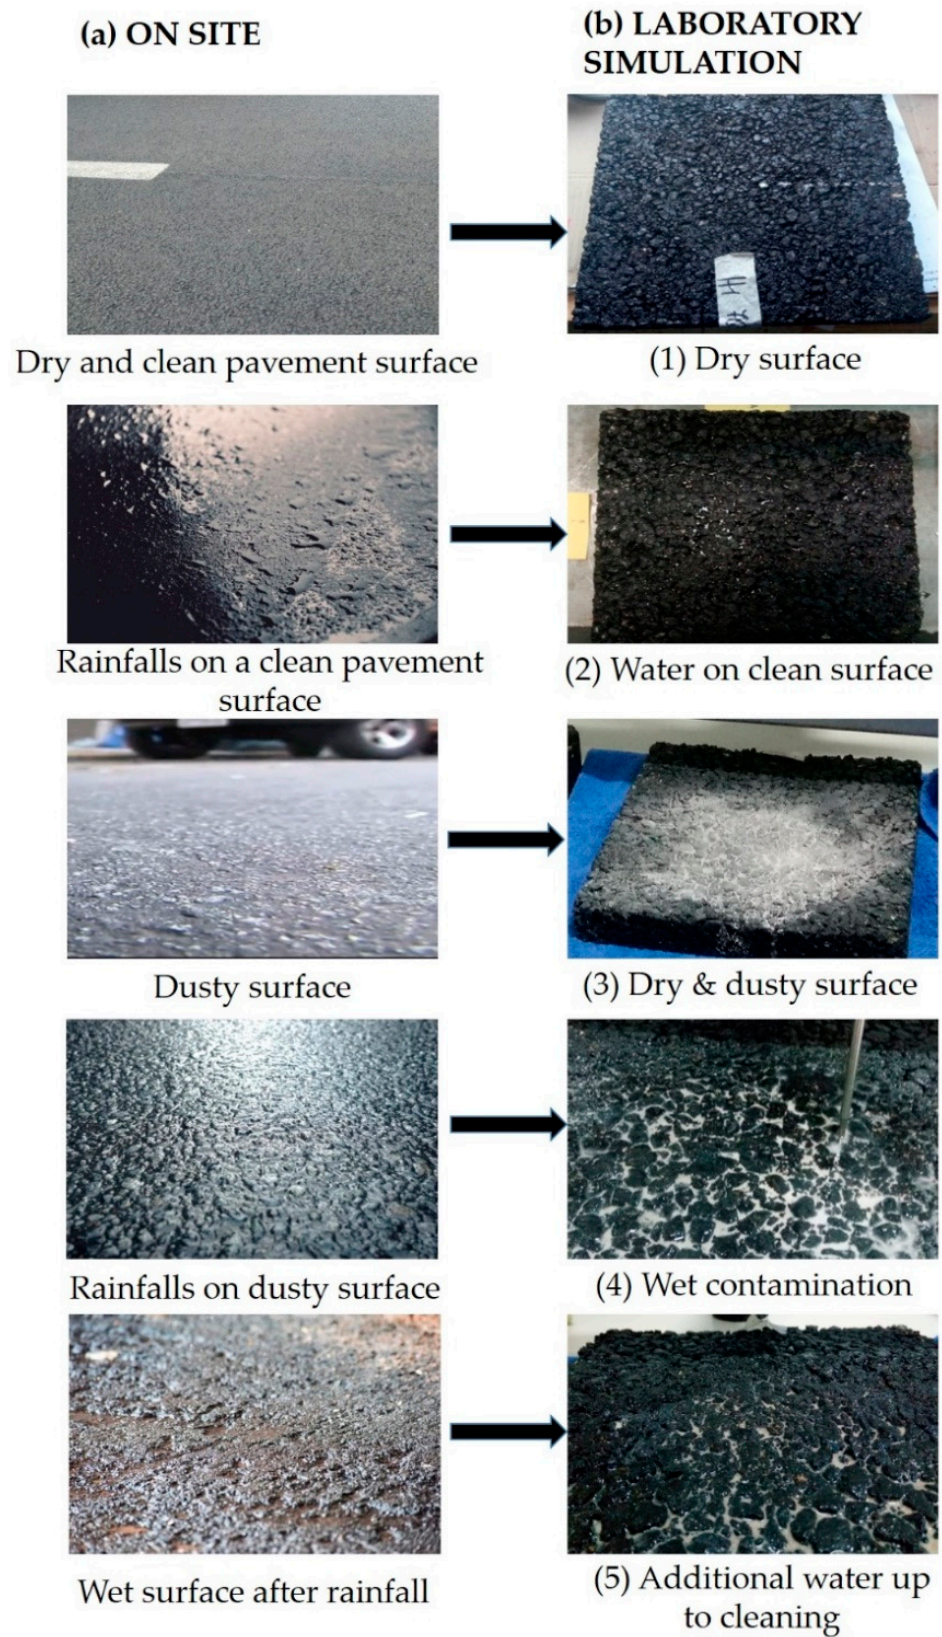 (a) ON SITE
(b) LABORATORY
SIMULATION
Dry and clean pavement surface
(1) Dry surface
Rainfalls on a clean pavement
surface
(2) Water on clean surface
Dusty surface
(3) Dry & dusty surface
Rainfalls on dusty surface
(4) Wet contamination
Wet surface after rainfall
(5) Additional water up
to cleaning